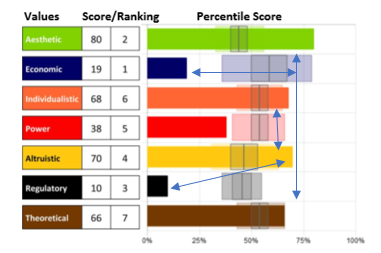 Values Score/Ranking Percentile Score
Aesthetic 80 2
Economic 19 1
Individualistic 68 6
Power 38 5
Altruistic 70 4
Regulatory 10 3
Theoretical 66 7
0% 25% 50% 75% 100%